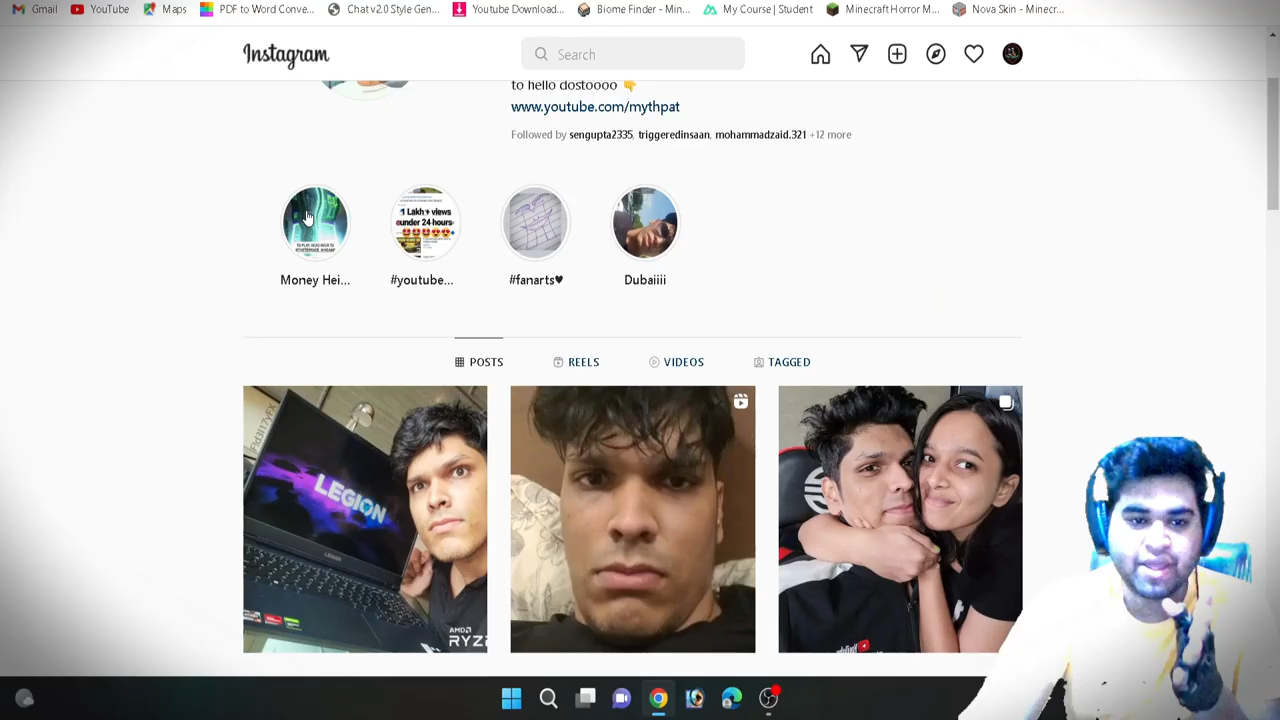 Gmail
YouTube
Maps
PDF to Word Conve...
Chat v2.0 Style Gen...
Youtube Download...
Biome Finder - Min...
My Course | Student
Minecraft Horror M...
Nova Skin - Minecr...
Instagram
Search
to hello dostoooo 👇
www.youtube.com/mythpat
Followed by sengupta2335, triggeredinsaan, mohammadzaid.321 +12 more
1 Lakh+ views
under 24 hours
Money Hei...
#youtube...
#fanarts♥
Dubaiiii
POSTS
REELS
VIDEOS
TAGGED
LEGION
LEGION
AMD
RYZE